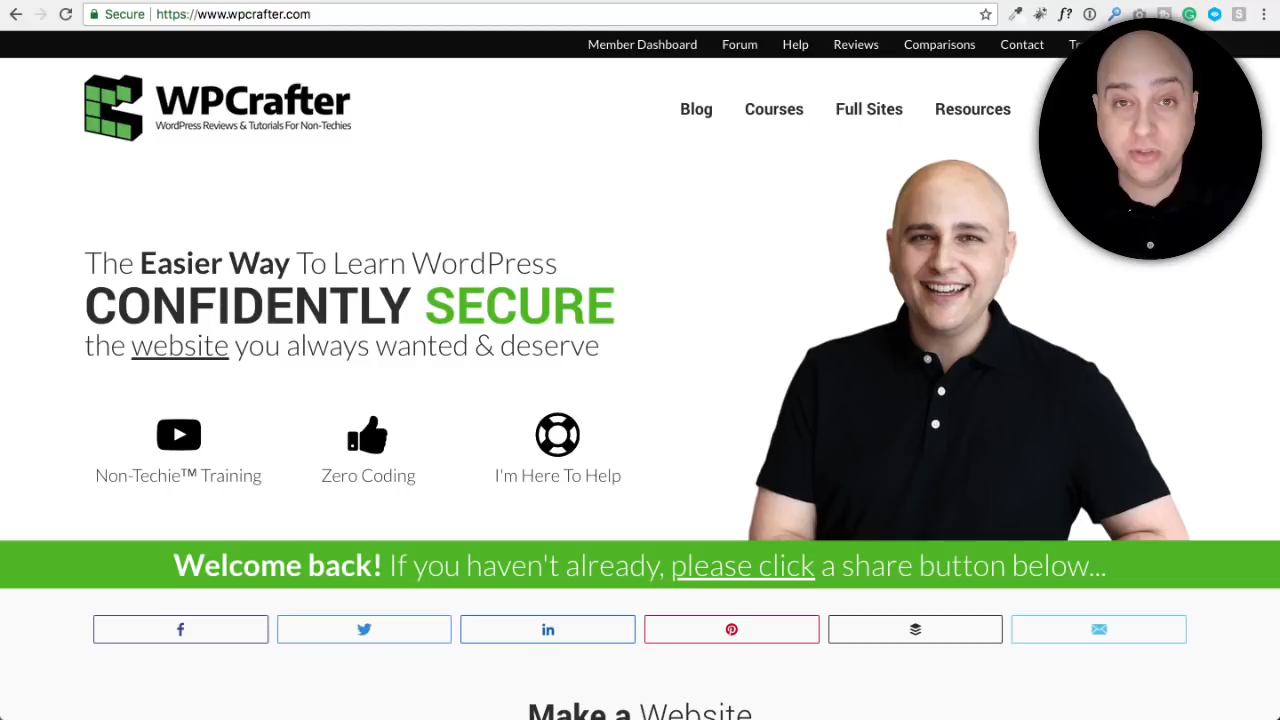 Secure https://www.wpcrafter.com
Member Dashboard Forum Help Reviews Comparisons Contact
WPCrafter
WordPress Reviews & Tutorials For Non-Techies
Blog Courses Full Sites Resources
The Easier Way To Learn WordPress
CONFIDENTLY SECURE
the website you always wanted & deserve
Non-Techie™ Training Zero Coding I'm Here To Help
Welcome back! If you haven't already, please click a share button below...
Make a Website